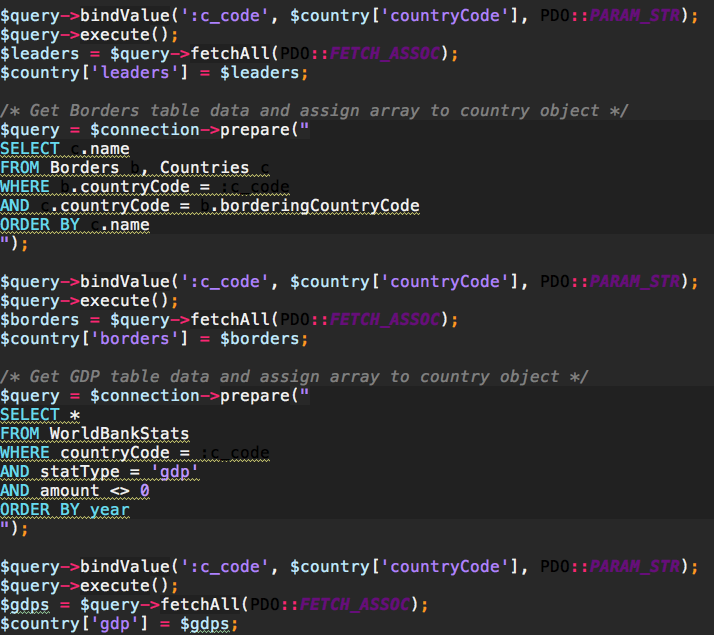 $query->bindValue(':c_code', $country['countryCode'], PDO::PARAM_STR);
$query->execute();
$leaders = $query->fetchAll(PDO::FETCH_ASSOC);
$country['leaders'] = $leaders;
/* Get Borders table data and assign array to country object */
$query = $connection->prepare("
SELECT c.name
FROM Borders b, Countries c
WHERE b.countryCode = :c_code
AND c.countryCode = b.borderingCountryCode
ORDER BY c.name
");
$query->bindValue(':c_code', $country['countryCode'], PDO::PARAM_STR);
$query->execute();
$borders = $query->fetchAll(PDO::FETCH_ASSOC);
$country['borders'] = $borders;
/* Get GDP table data and assign array to country object */
$query = $connection->prepare("
SELECT *
FROM WorldBankStats
WHERE countryCode = :c_code
AND statType = 'gdp'
AND amount <> 0
ORDER BY year
");
$query->bindValue(':c_code', $country['countryCode'], PDO::PARAM_STR);
$query->execute();
$gdps = $query->fetchAll(PDO::FETCH_ASSOC);
$country['gdp'] = $gdps;